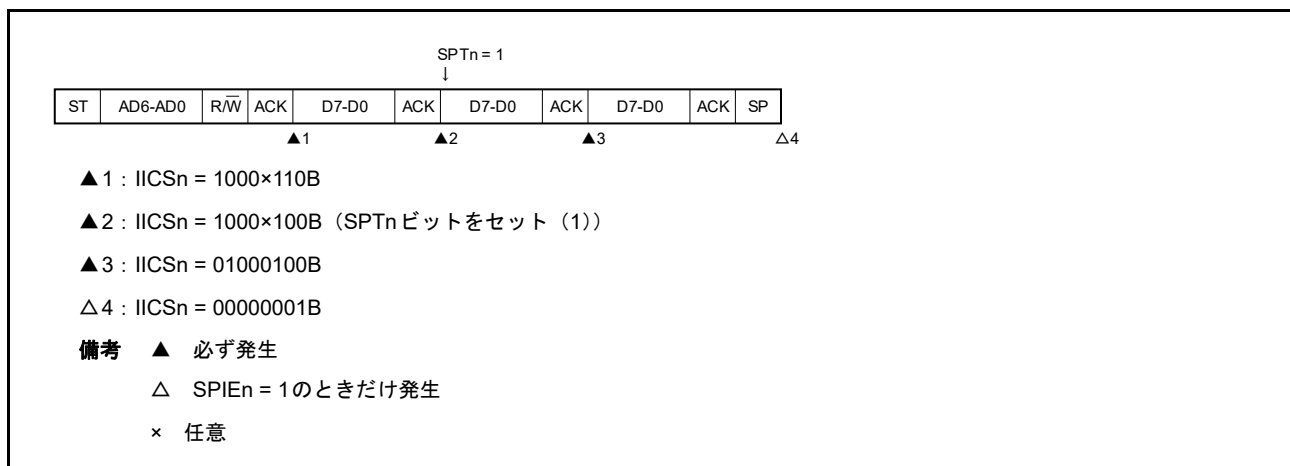 SPTn = 1
↓
ST AD6-AD0 R/W̅ ACK D7-D0 ACK D7-D0 ACK D7-D0 ACK SP
▲1 ▲2 ▲3 △4
▲1：IICSn = 1000×110B
▲2：IICSn = 1000×100B（SPTnビットをセット（1））
▲3：IICSn = 01000100B
△4：IICSn = 00000001B
備考 ▲ 必ず発生
△ SPIEn = 1のときだけ発生
× 任意